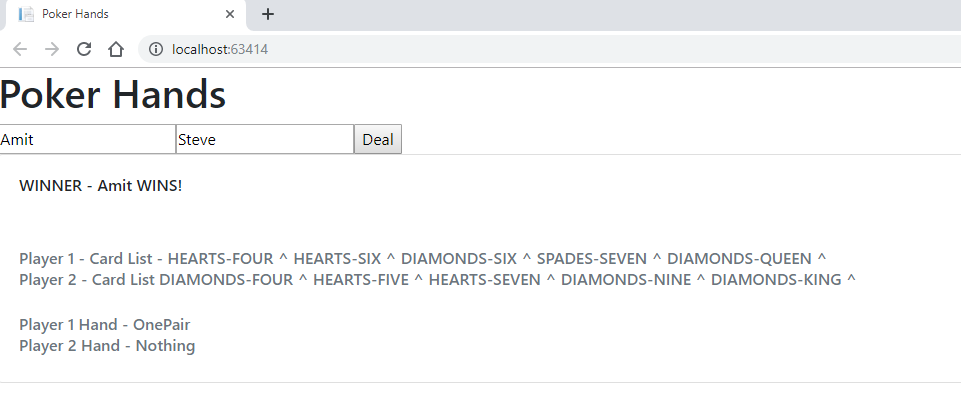 Poker Hands
localhost:63414
Poker Hands
Amit Steve Deal
WINNER - Amit WINS!
Player 1 - Card List - HEARTS-FOUR ^ HEARTS-SIX ^ DIAMONDS-SIX ^ SPADES-SEVEN ^ DIAMONDS-QUEEN ^
Player 2 - Card List DIAMONDS-FOUR ^ HEARTS-FIVE ^ HEARTS-SEVEN ^ DIAMONDS-NINE ^ DIAMONDS-KING ^
Player 1 Hand - OnePair
Player 2 Hand - Nothing